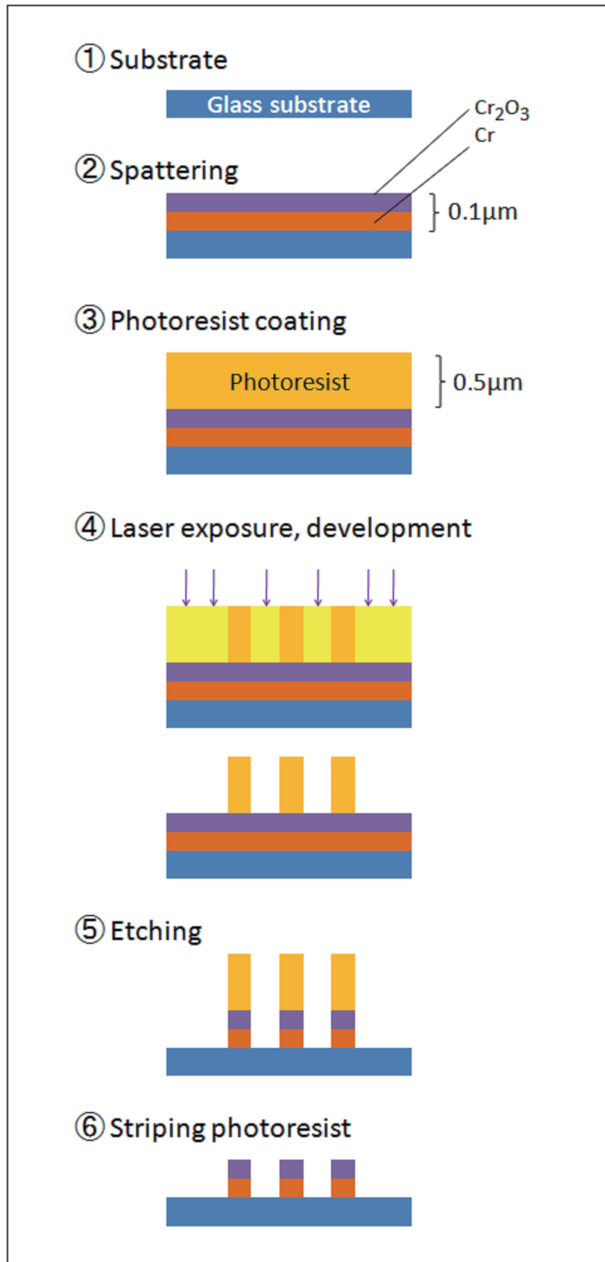 ① Substrate
Glass substrate
Cr₂O₃
Cr
② Spattering
0.1μm
③ Photoresist coating
Photoresist
0.5μm
④ Laser exposure, development
⑤ Etching
⑥ Striping photoresist